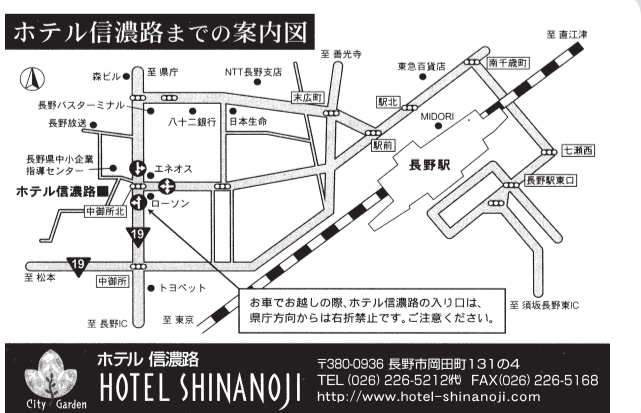 ホテル信濃路までの案内図
至 直江津
至 善光寺
森ビル
至 県庁
NTT長野支店
東急百貨店
南千歳町
末広町
駅北
長野バスターミナル
八十二銀行
日本生命
MIDORI
長野放送
駅前
七瀬西
長野県中小企業
指導センター
エネオス
長野駅
長野駅東口
ホテル信濃路
ローソン
中御所北
19
19
至 松本
中御所
トヨペット
お車でお越しの際、ホテル信濃路の入り口は、
県庁方向からは右折禁止です。ご注意ください。
至 須坂長野東IC
至 長野IC
至 東京
ホテル 信濃路
HOTEL SHINANOJI
City Garden
〒380-0936 長野市岡田町131の4
TEL (026) 226-5212㈹ FAX(026) 226-5168
http://www.hotel-shinanoji.com